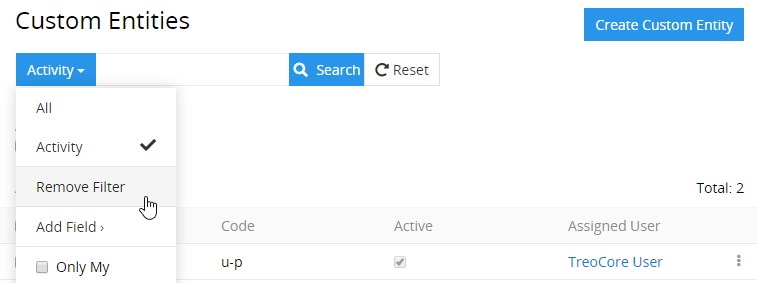 Custom Entities
Create Custom Entity
Activity
Search
Reset
All
Activity
Remove Filter
Total: 2
Add Field ›
Code
Active
Assigned User
Only My
u-p
TreoCore User